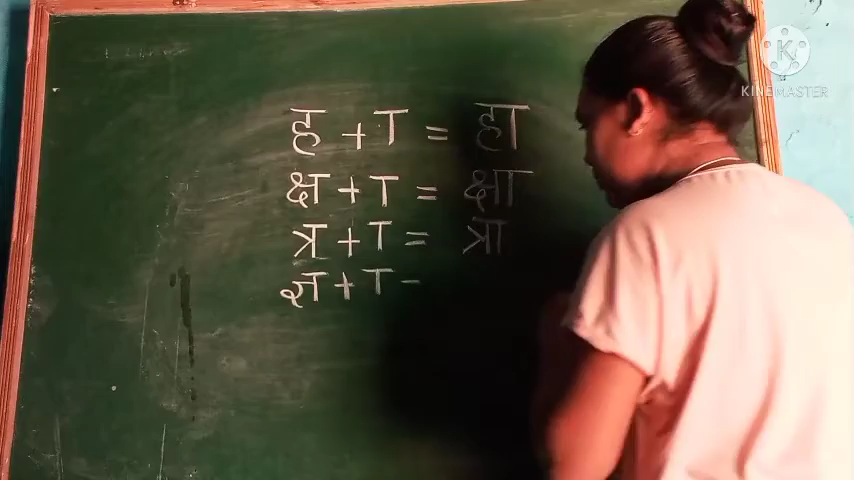 ह + ा = हा
क्ष + ा = क्षा
त्र + ा = त्रा
ज्ञ + ा -
KINEMASTER